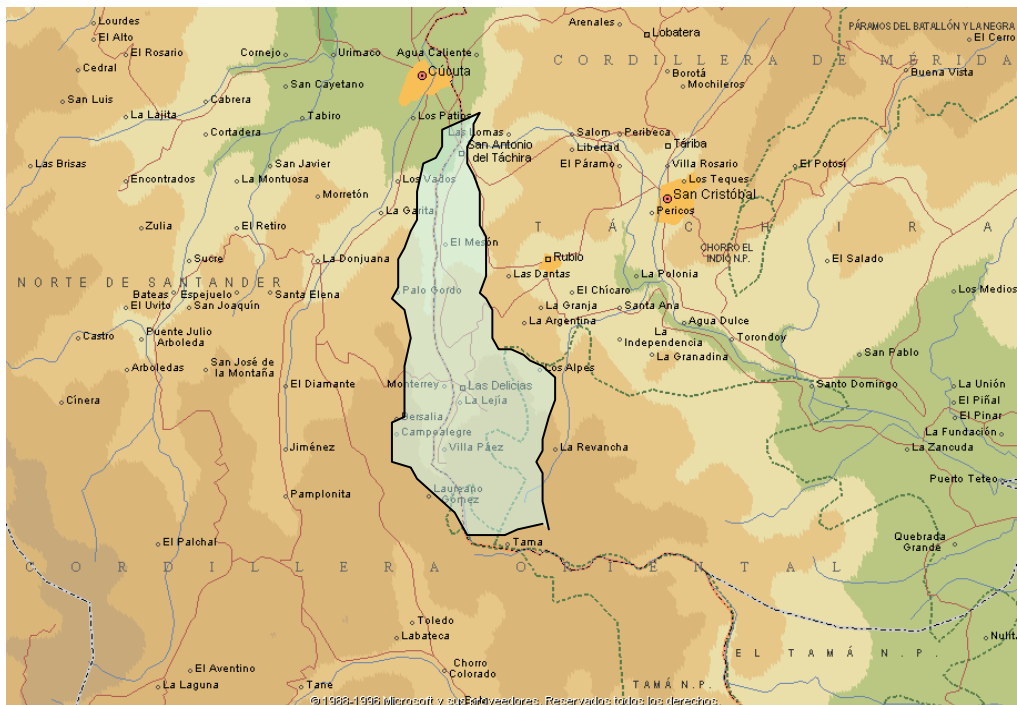 Lourdes
El Alto
El Rosario
Cornejo
Urimaco
Agua Caliente
Arenales
Lobatera
PÁRAMOS DEL BATALLÓN Y LA NEGRA
El Cerro
Cedral
Cúcuta
CORDILLERA DE MÉRIDA
Borotá
Mochileros
Buena Vista
San Luis
Cabrera
San Cayetano
La Lajita
Tabiro
Los Patios
Cortadera
Las Lomas
Salom
Peribeca
Libertad
Táriba
San Antonio
del Táchira
Las Brisas
San Javier
El Páramo
Villa Rosario
El Potosí
Encontrados
La Montuosa
Los Vados
Los Teques
Morretón
San Cristóbal
La Garita
Pericos
Zulia
El Retiro
TÁCHIRA
El Mesón
CHORRO EL
INDIO N.P.
Sucre
La Donjuana
Rubio
El Salado
NORTE DE SANTANDER
Las Dantas
La Polonia
Bateas
Espejuelo
Santa Elena
Palo Gordo
El Chícaro
Los Medios
El Uvito
San Joaquín
La Granja
Santa Ana
La Argentina
Agua Dulce
Castro
Puente Julio
Arboleda
La
Independencia
Torondoy
La Granadina
San Pablo
Arboledas
San José de
la Montaña
Los Alpes
El Diamante
Monterrey
Las Delicias
Santo Domingo
La Unión
Cínera
La Lejía
El Piñal
Bersalia
El Pinar
Campoalegre
La Fundación
Jiménez
Villa Páez
La Revancha
La Zancuda
Pamplonita
Laureano
Gómez
Puerto Teteo
El Palchal
Tama
Quebrada
Grande
CORDILLERA ORIENTAL
Toledo
Labateca
Nulit
EL TAMÁ N.P.
El Aventino
Chorro
Colorado
La Laguna
Tane
TAMÁ N.P.
© 1988-1996 Microsoft y sus proveedores. Reservados todos los derechos.